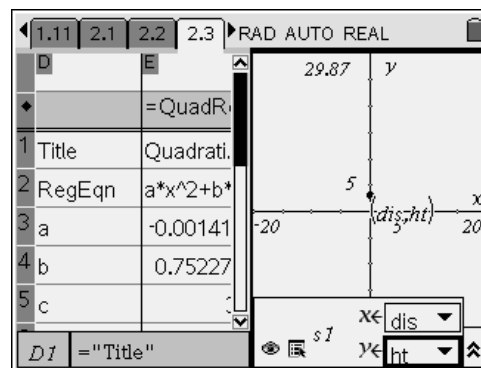 1.11 2.1 2.2 2.3 RAD AUTO REAL
D E
=QuadR
1 Title Quadrati.
2 RegEqn a*x^2+b*
3 a -0.00141
4 b 0.75227
5 c
D1 ="Title"
29.87 y
5
(dis,ht) x
-20 5 20
s1 x← dis
y← ht